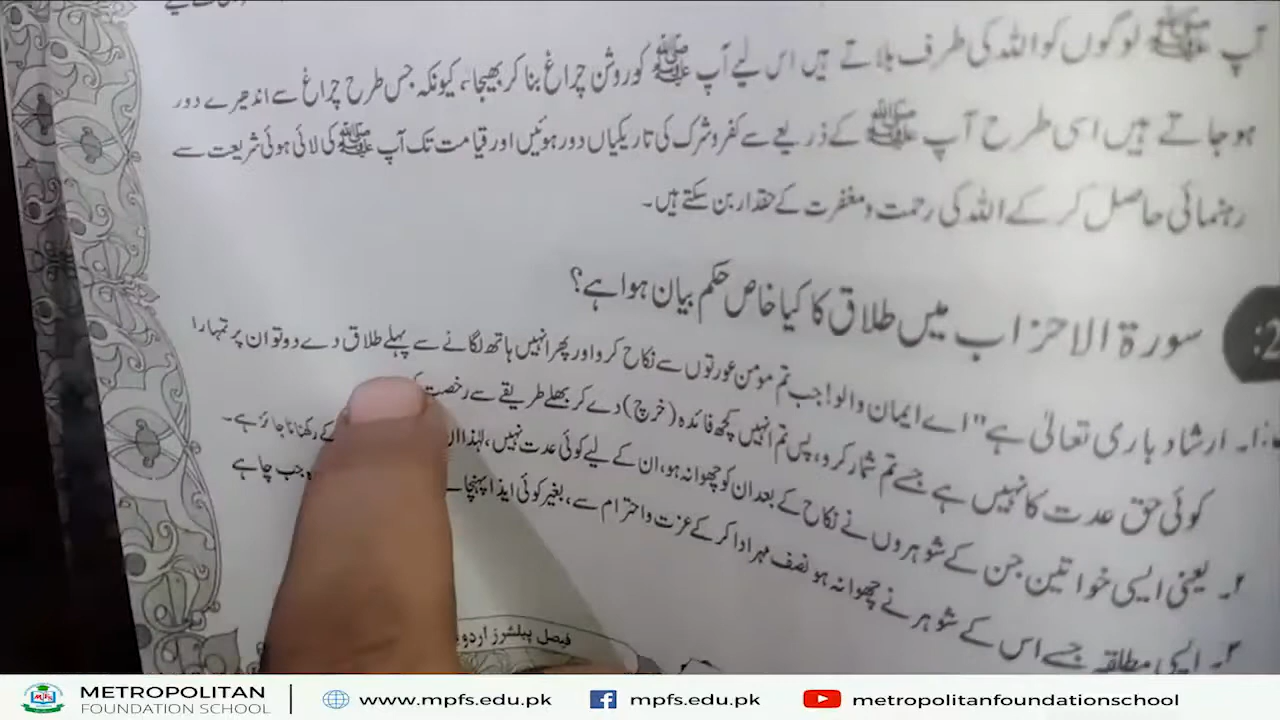 آپ ﷺ لوگوں کو اللہ کی طرف بلاتے ہیں اس لیے آپ ﷺ کو روشن چراغ بنا کر بھیجا، کیونکہ جس طرح چراغ سے اندھیرے دور
ہو جاتے ہیں اسی طرح آپ ﷺ کے ذریعے سے کفر و شرک کی تاریکیاں دور ہوئیں اور قیامت تک آپ ﷺ کی لائی ہوئی شریعت سے
رہنمائی حاصل کر کے اللہ کی رحمت و مغفرت کے حقدار بن سکتے ہیں۔
سورۃ الاحزاب میں طلاق کا کیا خاص حکم بیان ہوا ہے؟
۱۔ ارشاد باری تعالیٰ ہے "اے ایمان والو! جب تم مومن عورتوں سے نکاح کرو اور پھر انہیں ہاتھ لگانے سے پہلے طلاق دے دو تو ان پر تمہارا
کوئی حق عدت کا نہیں ہے جسے تم شمار کرو، پس تم انہیں کچھ فائدہ (خرچ) دے کر بھلے طریقے سے رخصت
۲۔ یعنی ایسی خواتین جن کے شوہروں نے نکاح کے بعد ان کو چھوا نہ ہو، ان کے لیے کوئی عدت نہیں، لہٰذا کے رکھنا ناجائز ہے۔
۳۔ ایسی مطلقہ جسے اس کے شوہر نے چھوا نہ ہو نصف مہر ادا کر کے عزت و احترام سے، بغیر کوئی ایذا پہنچا جب چاہے
فیصل پبلشرز اردو
METROPOLITAN
FOUNDATION SCHOOL
www.mpfs.edu.pk
mpfs.edu.pk
metropolitanfoundationschool